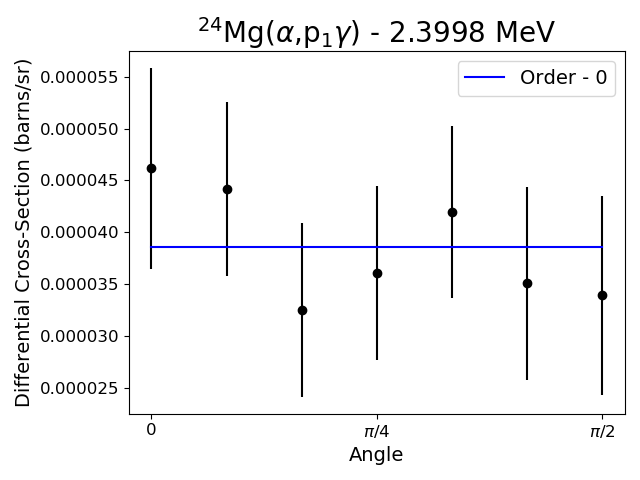 ²⁴Mg(α,p₁γ) - 2.3998 MeV
Order - 0
Differential Cross-Section (barns/sr)
0.000055
0.000050
0.000045
0.000040
0.000035
0.000030
0.000025
0 π/4 π/2
Angle